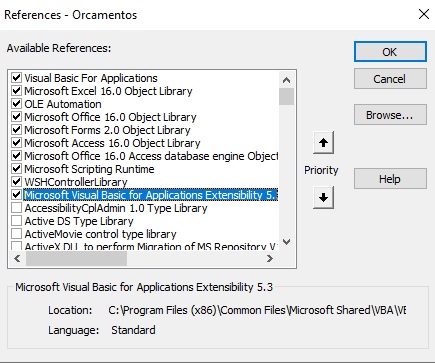 References - Orcamentos
Available References:
Visual Basic For Applications
Microsoft Excel 16.0 Object Library
OLE Automation
Microsoft Office 16.0 Object Library
Microsoft Forms 2.0 Object Library
Microsoft Access 16.0 Object Library
Microsoft Office 16.0 Access database engine Object
Microsoft Scripting Runtime
WSHControllerLibrary
Microsoft Visual Basic for Applications Extensibility 5.3
AccessibilityCplAdmin 1.0 Type Library
Active DS Type Library
ActiveMovie control type library
ActiveX DLL to perform Migration of MS Repository V
OK
Cancel
Browse...
Priority
Help
Microsoft Visual Basic for Applications Extensibility 5.3
Location: C:\Program Files (x86)\Common Files\Microsoft Shared\VBA\VE
Language: Standard